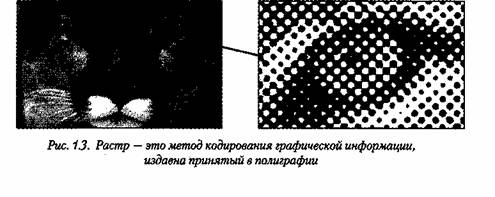 Рис. 1.3. Растр — это метод кодирования графической информации,
издавна принятый в полиграфии